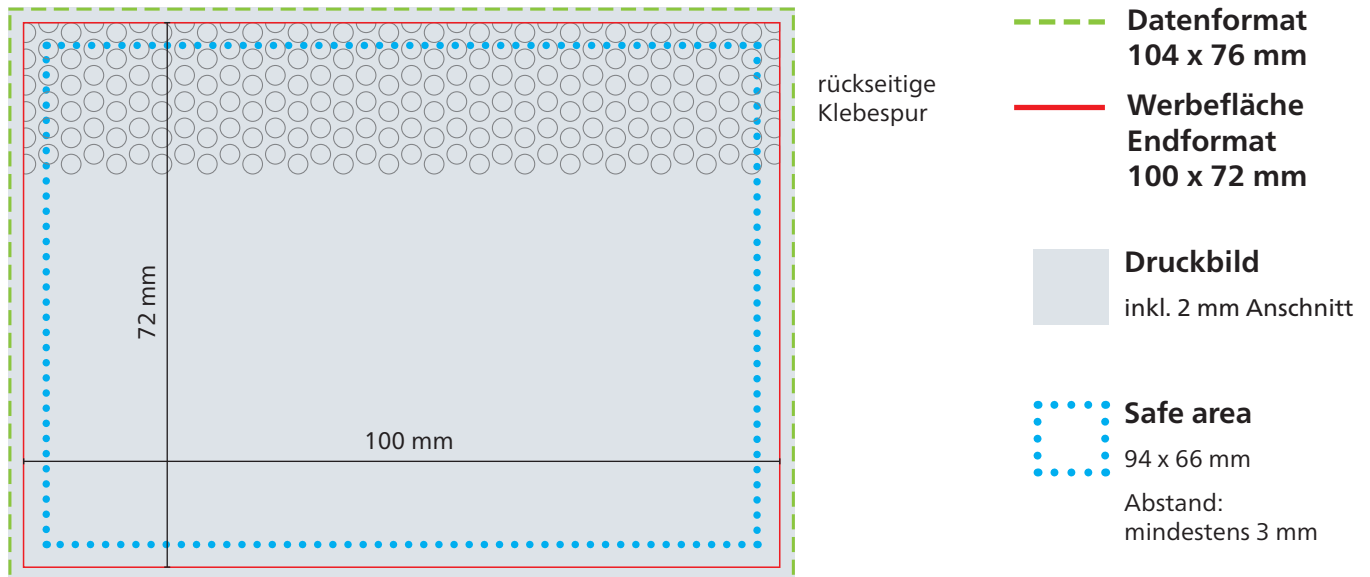 72 mm
100 mm
rückseitige
Klebespur
Datenformat
104 x 76 mm
Werbefläche
Endformat
100 x 72 mm
Druckbild
inkl. 2 mm Anschnitt
Safe area
94 x 66 mm
Abstand:
mindestens 3 mm